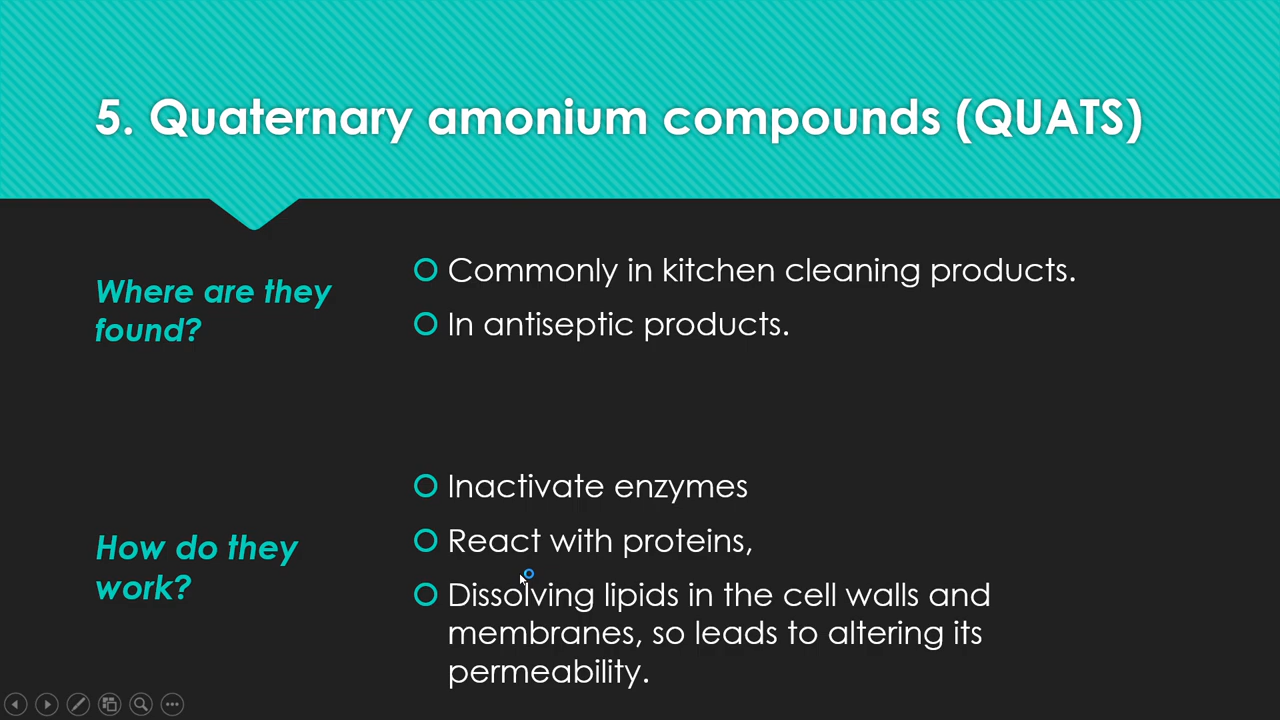 5. Quaternary amonium compounds (QUATS)
Where are they
found?
Commonly in kitchen cleaning products.
In antiseptic products.
How do they
work?
Inactivate enzymes
React with proteins,
Dissolving lipids in the cell walls and
membranes, so leads to altering its
permeability.